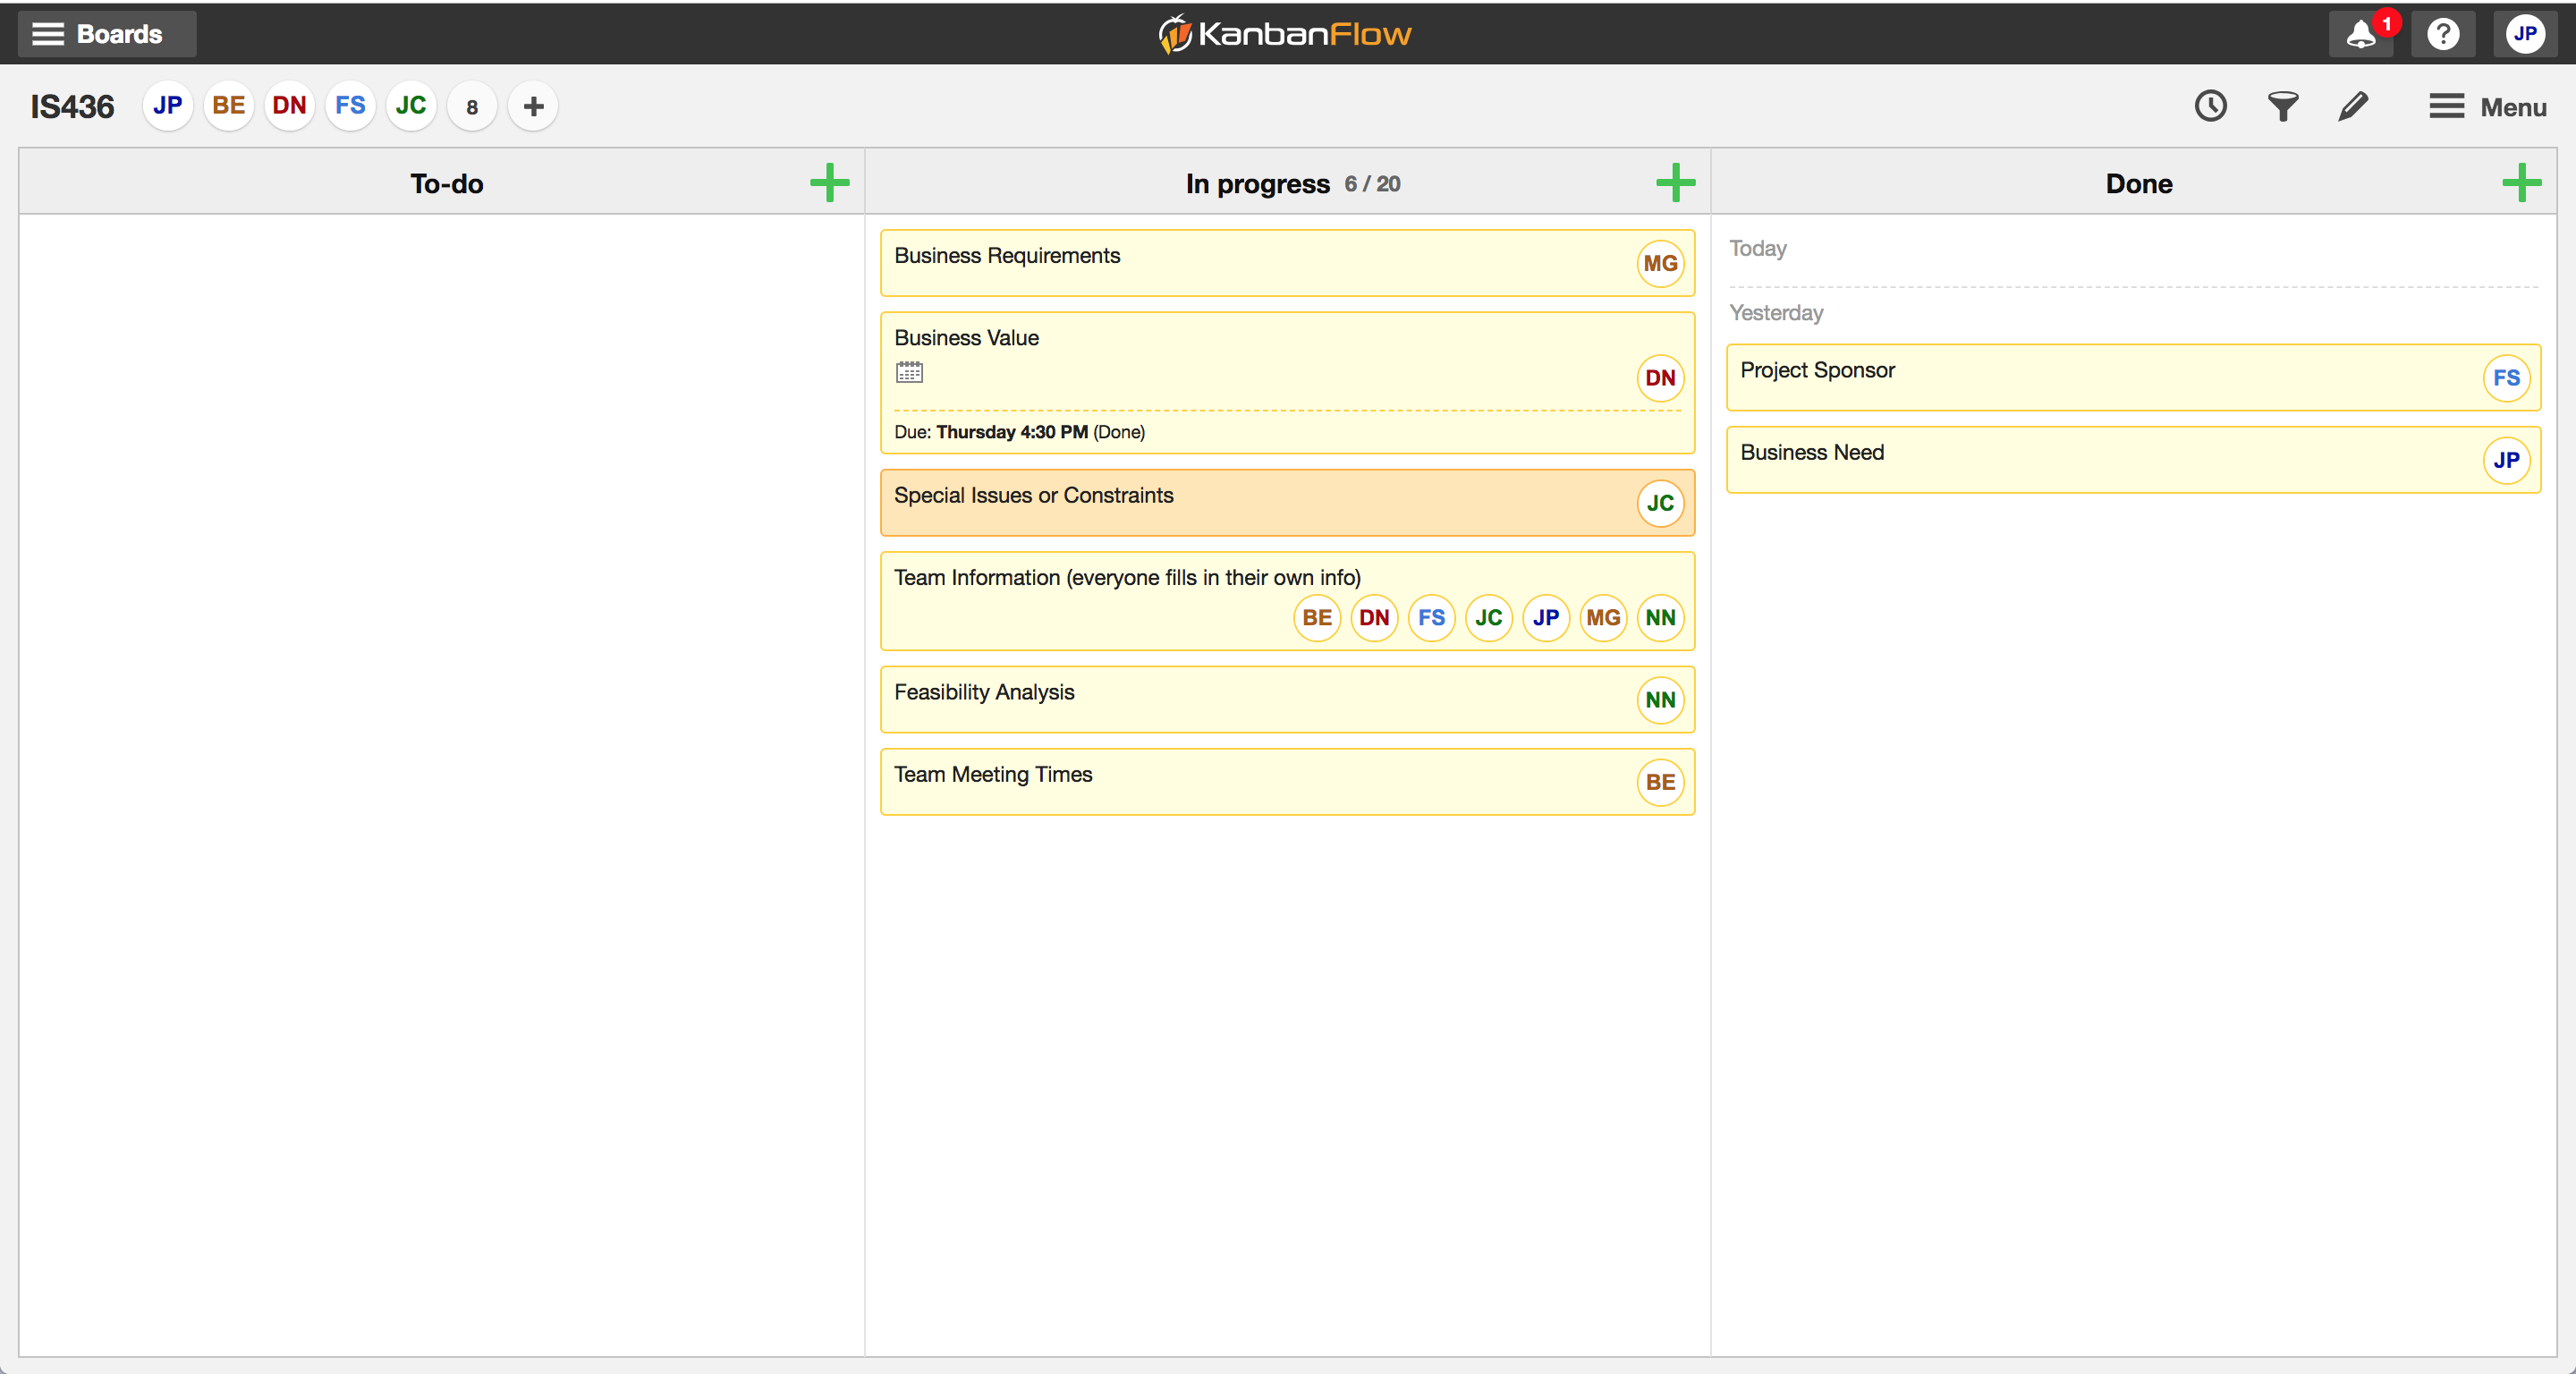 Boards
KanbanFlow
1
?
JP
IS436
JP BE DN FS JC 8 +
Menu
To-do
In progress 6 / 20
Done
Business Requirements
MG
Business Value
DN
Due: Thursday 4:30 PM (Done)
Special Issues or Constraints
JC
Team Information (everyone fills in their own info)
BE DN FS JC JP MG NN
Feasibility Analysis
NN
Team Meeting Times
BE
Today
Yesterday
Project Sponsor
FS
Business Need
JP